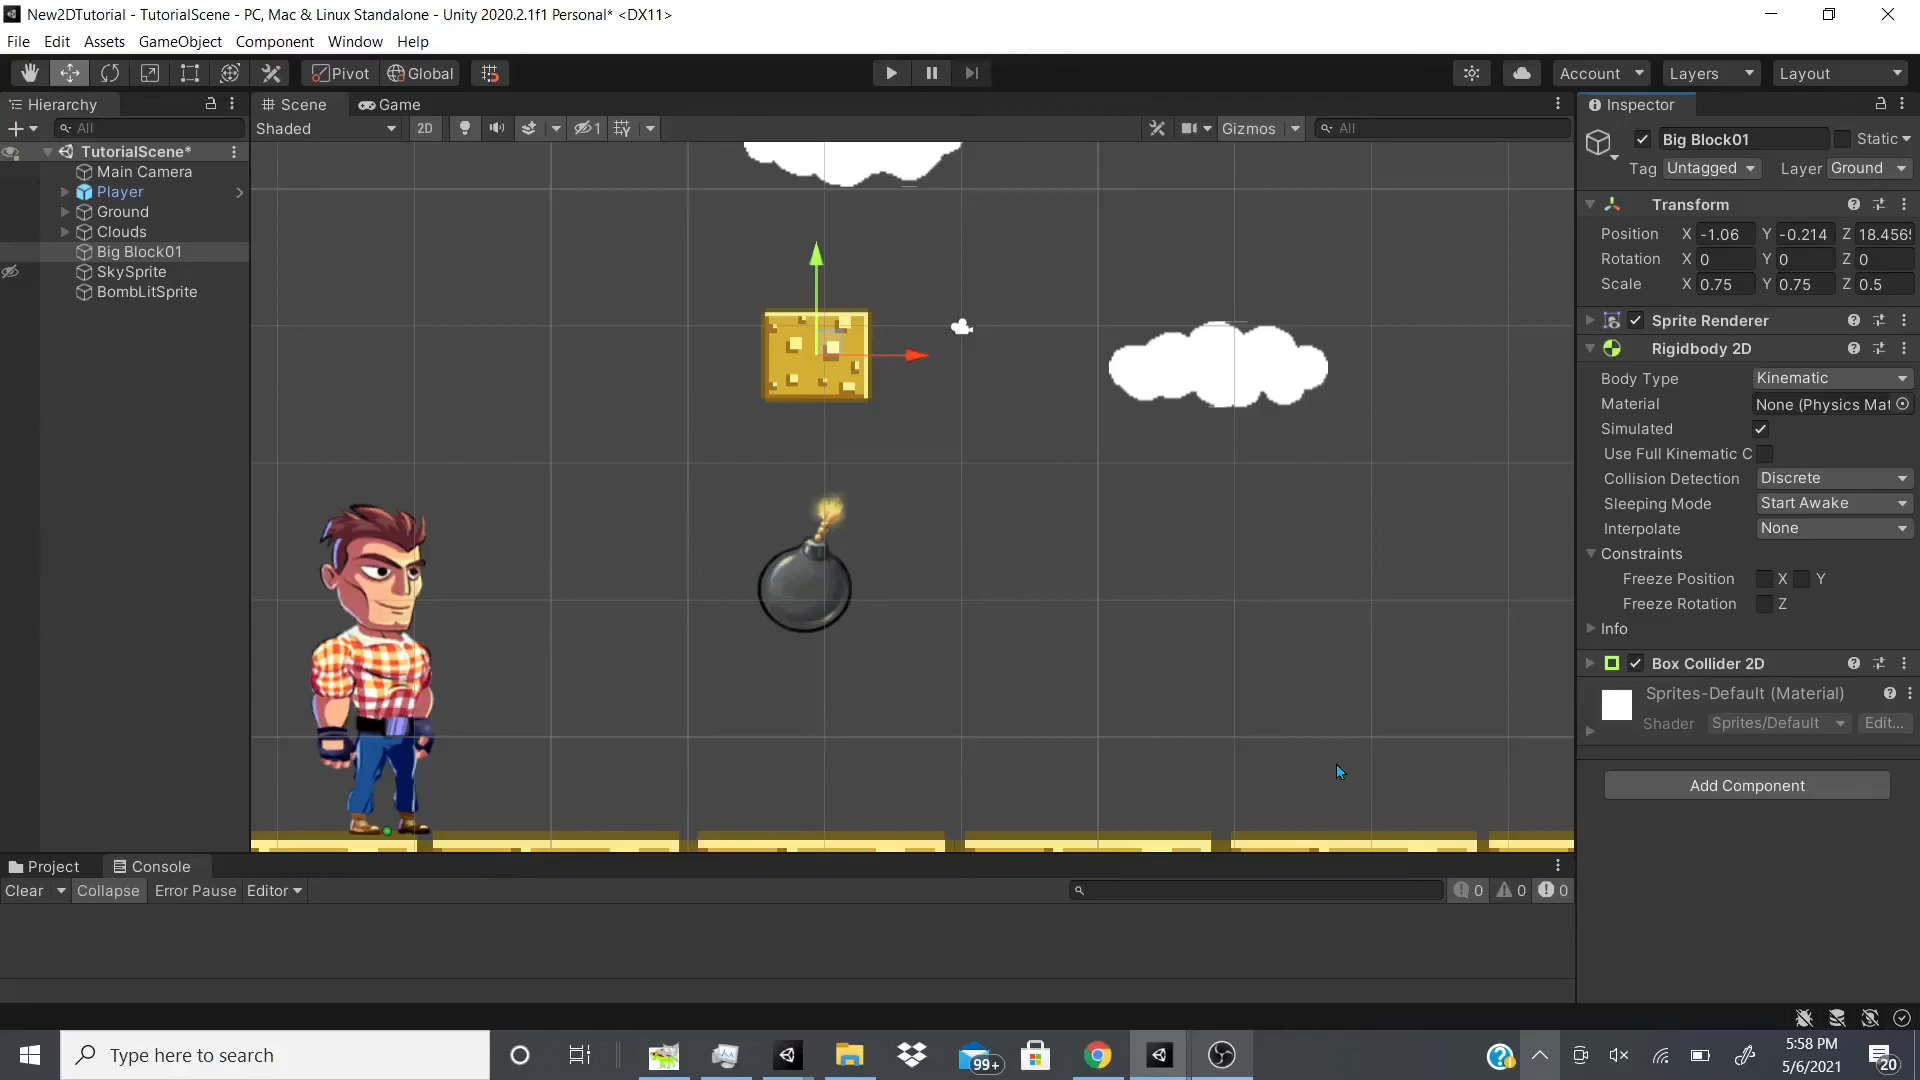 New2DTutorial - TutorialScene - PC, Mac & Linux Standalone - Unity 2020.2.1f1 Personal* <DX11>
File Edit Assets GameObject Component Window Help
Pivot Global Account Layers Layout
Hierarchy
All
TutorialScene*
Main Camera
Player
Ground
Clouds
Big Block01
SkySprite
BombLitSprite
Scene Game
Shaded 2D 1 Gizmos All
Inspector
Big Block01 Static
Tag Untagged Layer Ground
Transform
Position X -1.06 Y -0.214 Z 18.456
Rotation X 0 Y 0 Z 0
Scale X 0.75 Y 0.75 Z 0.5
Sprite Renderer
Rigidbody 2D
Body Type Kinematic
Material None (Physics Mat
Simulated
Use Full Kinematic C
Collision Detection Discrete
Sleeping Mode Start Awake
Interpolate None
Constraints
Freeze Position X Y
Freeze Rotation Z
Info
Box Collider 2D
Sprites-Default (Material)
Shader Sprites/Default Edit...
Add Component
Project Console
Clear Collapse Error Pause Editor 0 0 0
Type here to search
99+
5:58 PM
5/6/2021
20